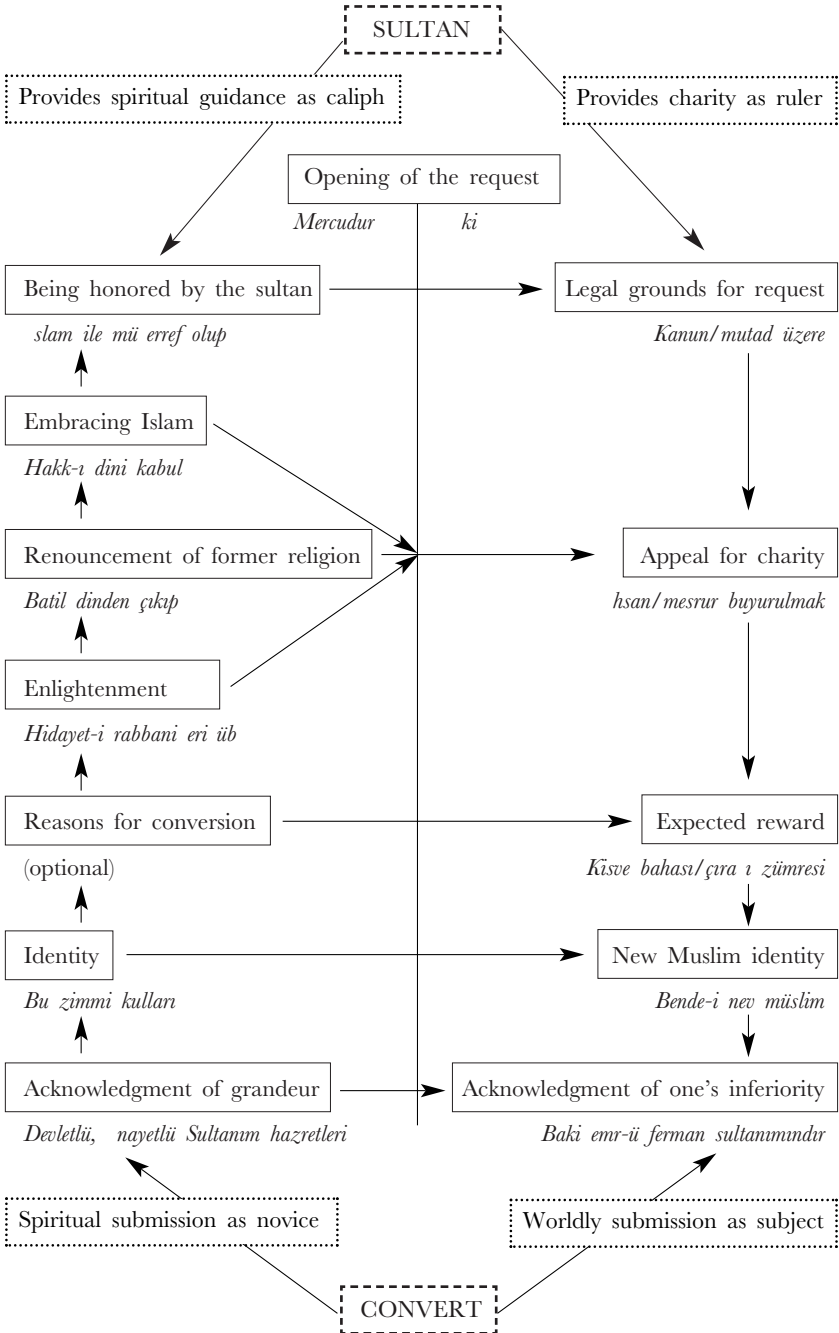 SULTAN
Provides spiritual guidance as caliph
Provides charity as ruler
Opening of the request
Mercudur ki
Being honored by the sultan
Legal grounds for request
slam ile mü erref olup
Kanun/mutad üzere
Embracing Islam
Hakk-ı dini kabul
Renouncement of former religion
Appeal for charity
Batil dinden çıkıp
hsan/mesrur buyurulmak
Enlightenment
Hidayet-i rabbani eri üb
Reasons for conversion
Expected reward
(optional)
Kisve bahası/çıra ı zümresi
Identity
New Muslim identity
Bu zimmi kulları
Bende-i nev müslim
Acknowledgment of grandeur
Acknowledgment of one's inferiority
Devletlü, nayetlü Sultanım hazretleri
Baki emr-ü ferman sultanımındır
Spiritual submission as novice
Worldly submission as subject
CONVERT